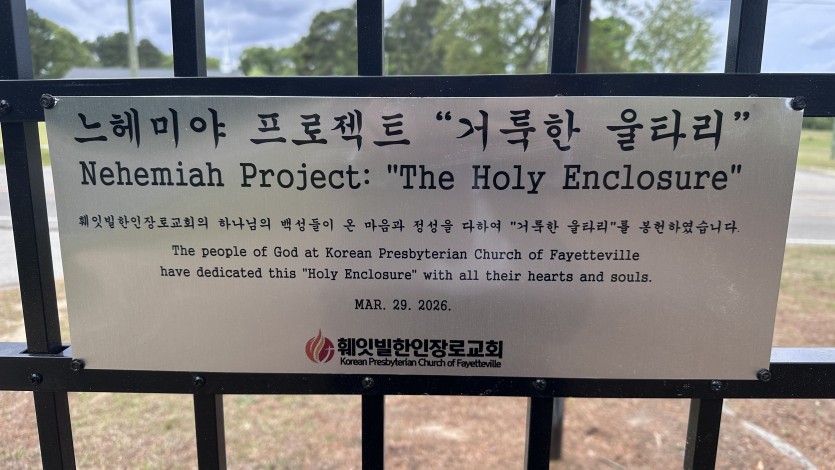 느헤미야 프로젝트 “거룩한 울타리”
Nehemiah Project: "The Holy Enclosure"
훼잇빌한인장로교회의 하나님의 백성들이 온 마음과 정성을 다하여 "거룩한 울타리"를 봉헌하였습니다.
The people of God at Korean Presbyterian Church of Fayetteville
have dedicated this "Holy Enclosure" with all their hearts and souls.
MAR. 29. 2026.
훼잇빌한인장로교회
Korean Presbyterian Church of Fayetteville